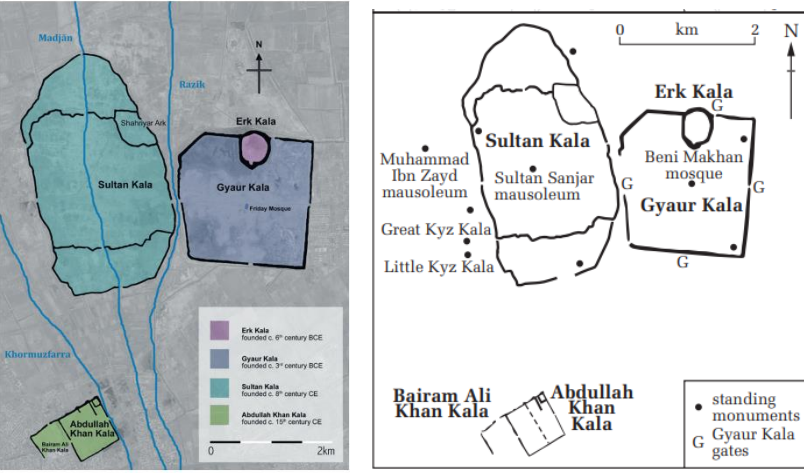 Madjān
N
Razik
Erk Kala
Shahriyar Ark
Sultan Kala
Gyaur Kala
Friday Mosque
Erk Kala
founded c. 6th century BCE
Gyaur Kala
founded c. 3rd century BCE
Khormuzfarra
Sultan Kala
founded c. 8th century CE
Abdullah Khan Kala
founded c. 15th century CE
Abdullah
Khan Kala
Bairam Ali
Khan Kala
0
2km
0 km 2
N
Erk Kala
G
Sultan Kala
Muhammad
Ibn Zayd
mausoleum
Sultan Sanjar
mausoleum
Beni Makhan
mosque
G
G
Gyaur Kala
Great Kyz Kala
Little Kyz Kala
G
Bairam Ali
Khan Kala
Abdullah
Khan
Kala
standing
monuments
G Gyaur Kala
gates